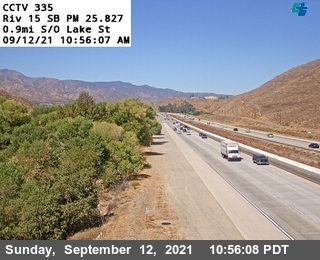 CCTV 335
Riv 15 SB PM 25.827
0.9mi S/O Lake St
09/12/21 10:56:07 AM
Sunday, September 12, 2021 10:56:08 PDT